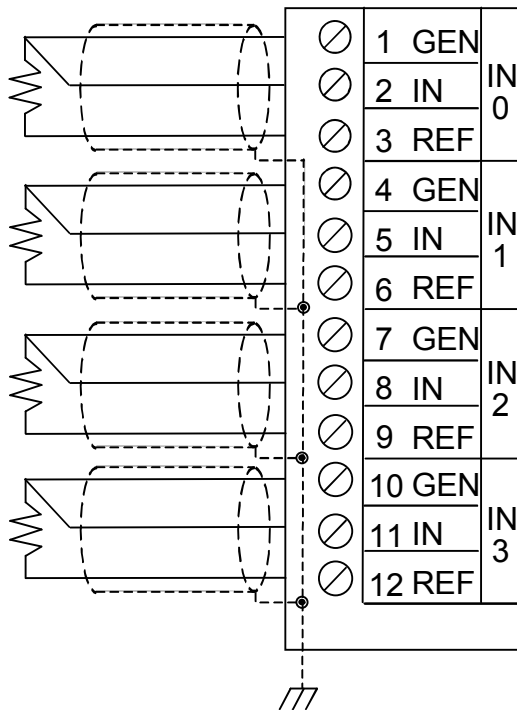 1 GEN
2 IN
3 REF
IN
0
4 GEN
5 IN
6 REF
IN
1
7 GEN
8 IN
9 REF
IN
2
10 GEN
11 IN
12 REF
IN
3